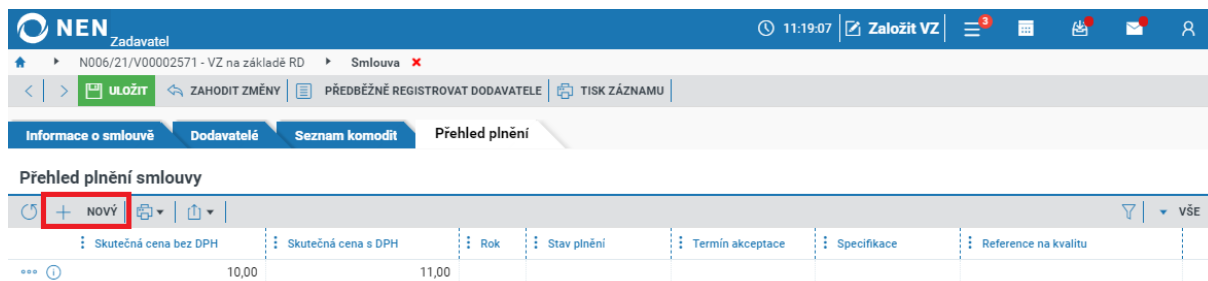 NEN Zadavatel 11:19:07 Založit VZ 3
N006/21/V00002571 - VZ na základě RD Smlouva
ULOŽIT ZAHODIT ZMĚNY PŘEDBĚŽNĚ REGISTROVAT DODAVATELE TISK ZÁZNAMU
Informace o smlouvě Dodavatelé Seznam komodit Přehled plnění
Přehled plnění smlouvy
NOVÝ VŠE
Skutečná cena bez DPH Skutečná cena s DPH Rok Stav plnění Termín akceptace Specifikace Reference na kvalitu
10,00 11,00